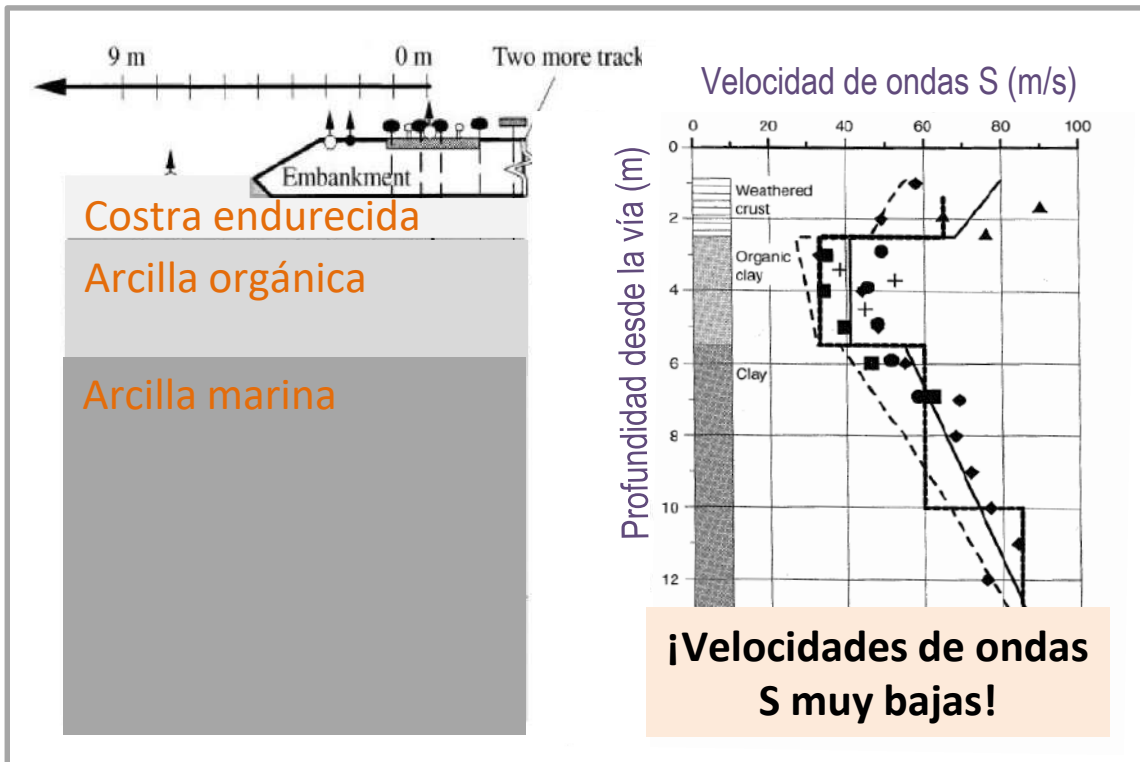 9 m
0 m
Two more track
Embankment
Costra endurecida
Arcilla orgánica
Arcilla marina
Velocidad de ondas S (m/s)
0 20 40 60 80 100
Profundidad desde la vía (m)
0
2
4
6
8
10
12
Weathered
crust
Organic
clay
Clay
¡Velocidades de ondas
S muy bajas!